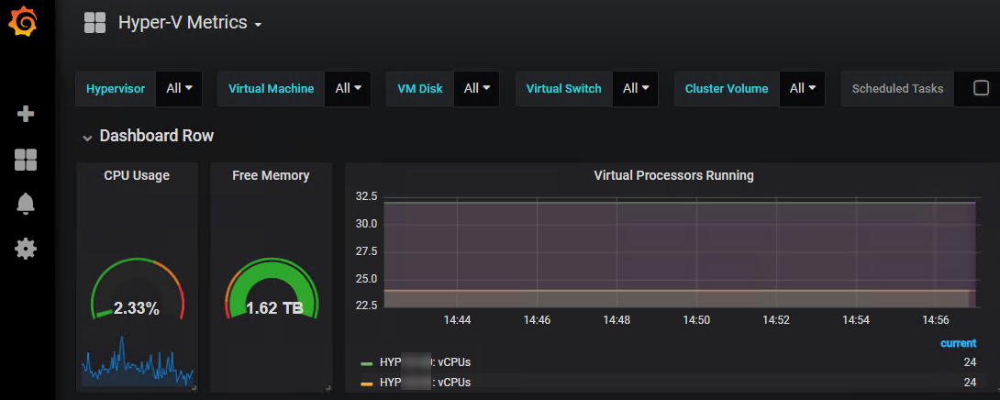 Hyper-V Metrics
Hypervisor All Virtual Machine All VM Disk All Virtual Switch All Cluster Volume All Scheduled Tasks
Dashboard Row
CPU Usage Free Memory Virtual Processors Running
32.5
30.0
27.5
25.0
22.5
2.33% 1.62 TB
14:44 14:46 14:48 14:50 14:52 14:54 14:56
current
HYP : vCPUs 24
HYP : vCPUs 24